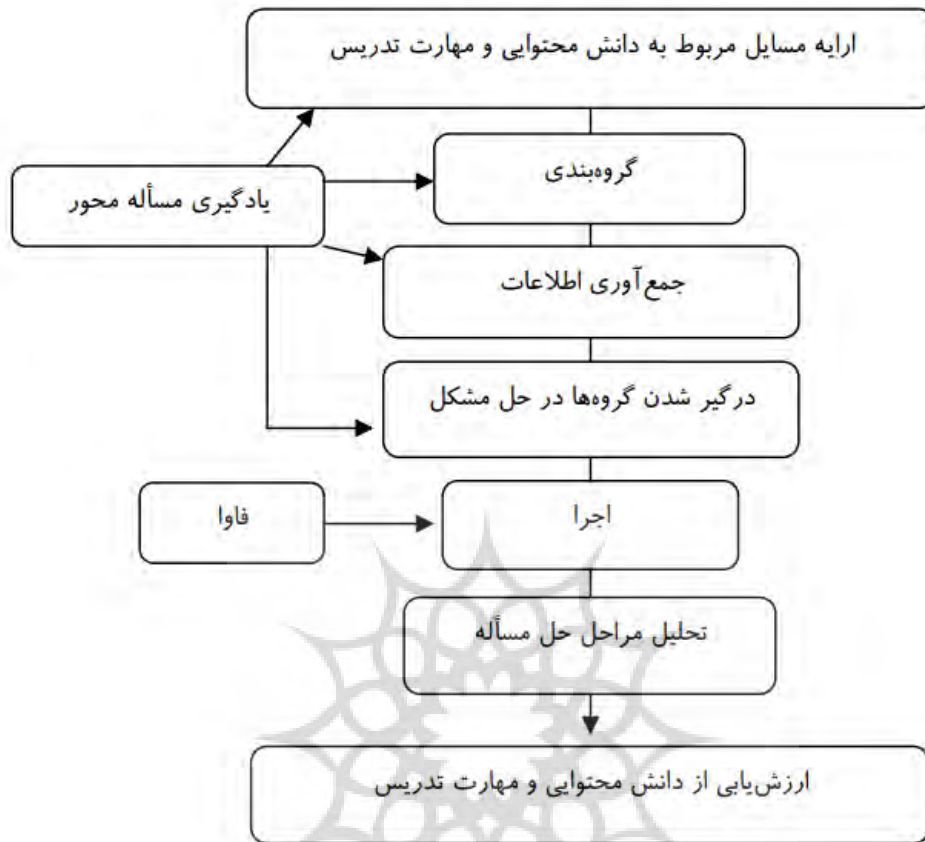 ارایه مسایل مربوط به دانش محتوایی و مهارت تدریس
گروه‌بندی
یادگیری مسأله محور
جمع‌آوری اطلاعات
درگیر شدن گروه‌ها در حل مشکل
اجرا
فاوا
تحلیل مراحل حل مسأله
ارزش‌یابی از دانش محتوایی و مهارت تدریس